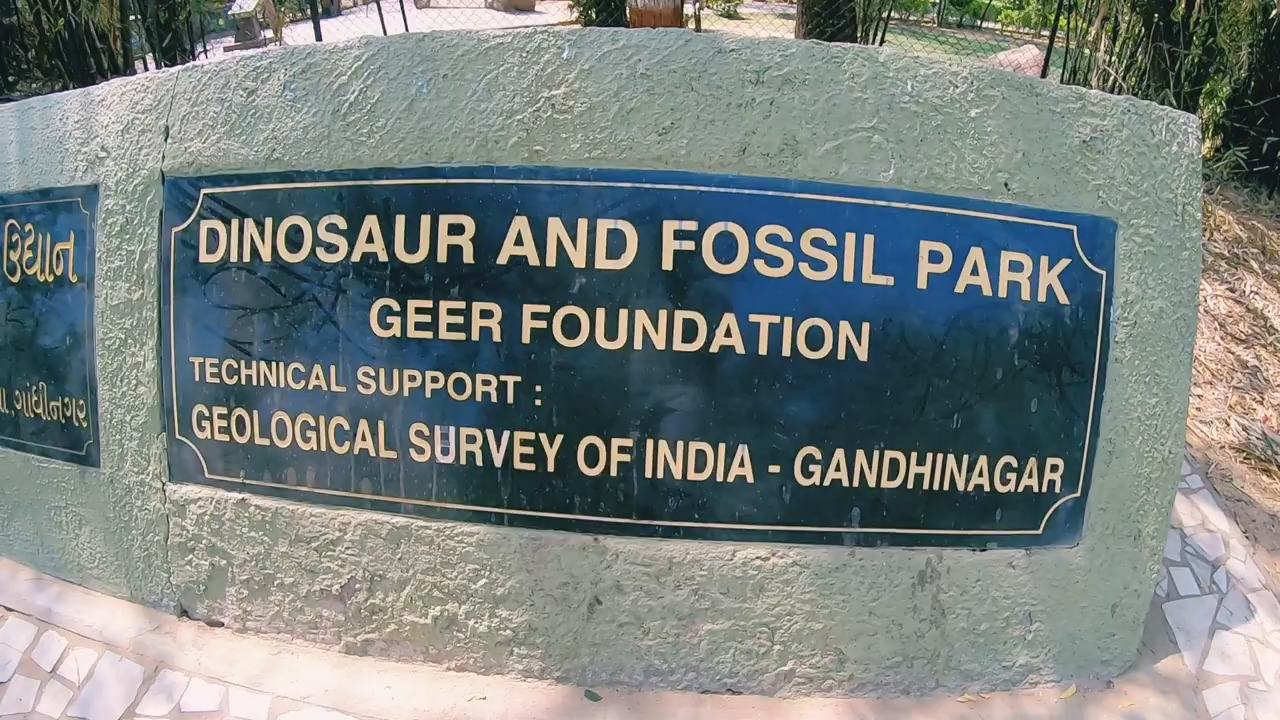 ઉદ્યાન
ગાંધીનગર
DINOSAUR AND FOSSIL PARK
GEER FOUNDATION
TECHNICAL SUPPORT :
GEOLOGICAL SURVEY OF INDIA - GANDHINAGAR